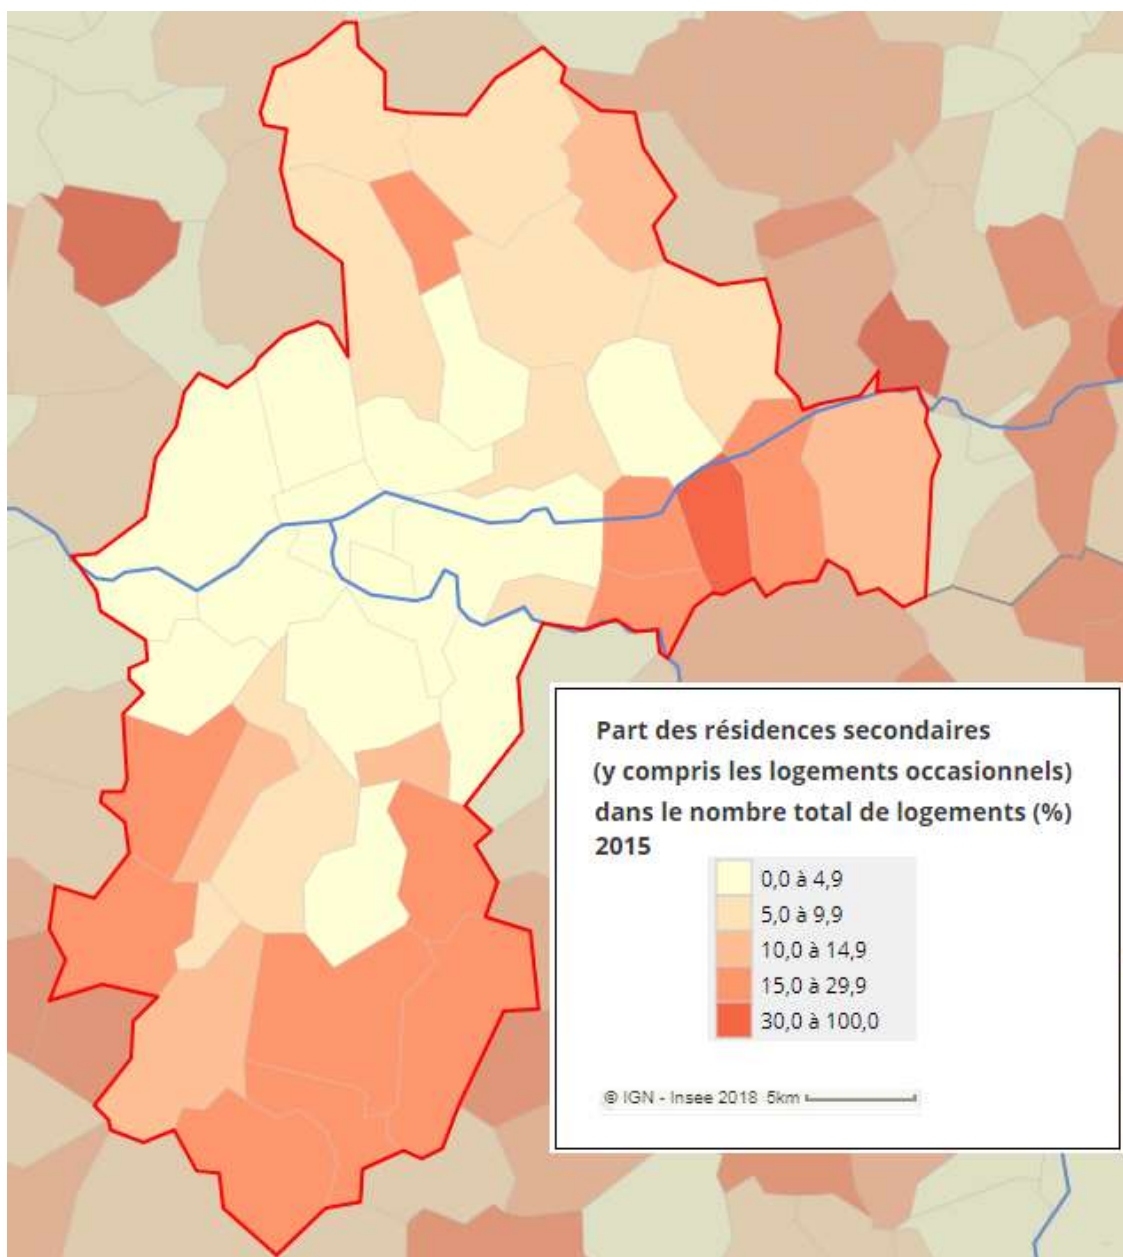 Part des résidences secondaires
(y compris les logements occasionnels)
dans le nombre total de logements (%)
2015
0,0 à 4,9
5,0 à 9,9
10,0 à 14,9
15,0 à 29,9
30,0 à 100,0
© IGN - Insee 2018 5km